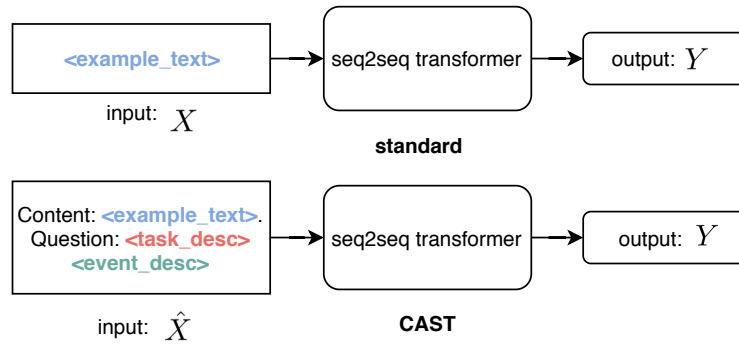 <example_text>
seq2seq transformer
output: Y
input: X
standard
Content: <example_text>.
Question: <task_desc>
<event_desc>
seq2seq transformer
output: Y
input: X̂
CAST